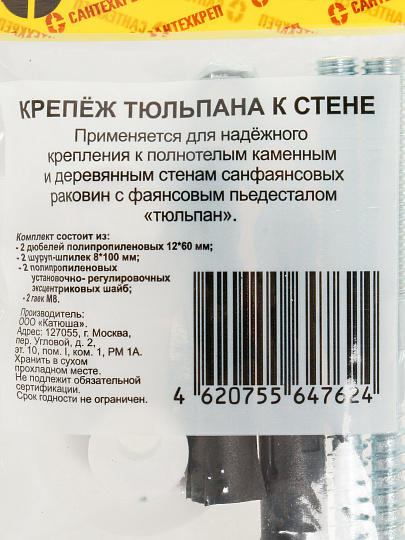 САНТЕХКРЕП
САНТЕХКРЕП
КРЕПЁЖ ТЮЛЬПАНА К СТЕНЕ
Применяется для надёжного
крепления к полнотелым каменным
и деревянным стенам санфаянсовых
раковин с фаянсовым пьедесталом
«тюльпан».
Комплект состоит из:
- 2 дюбелей полипропиленовых 12*60 мм;
- 2 шуруп-шпилек 8*100 мм;
- 2 полипропиленовых
установочно- регулировочных
эксцентриковых шайб;
- 2 гаек М8.
Производитель:
ООО «Катюша».
Адрес: 127055, г. Москва,
пер. Угловой, д. 2,
эт. 10, пом. I, ком. 1, РМ 1А.
Хранить в сухом
прохладном месте.
Не подлежит обязательной
сертификации.
Срок годности не ограничен.
4 620755 647624